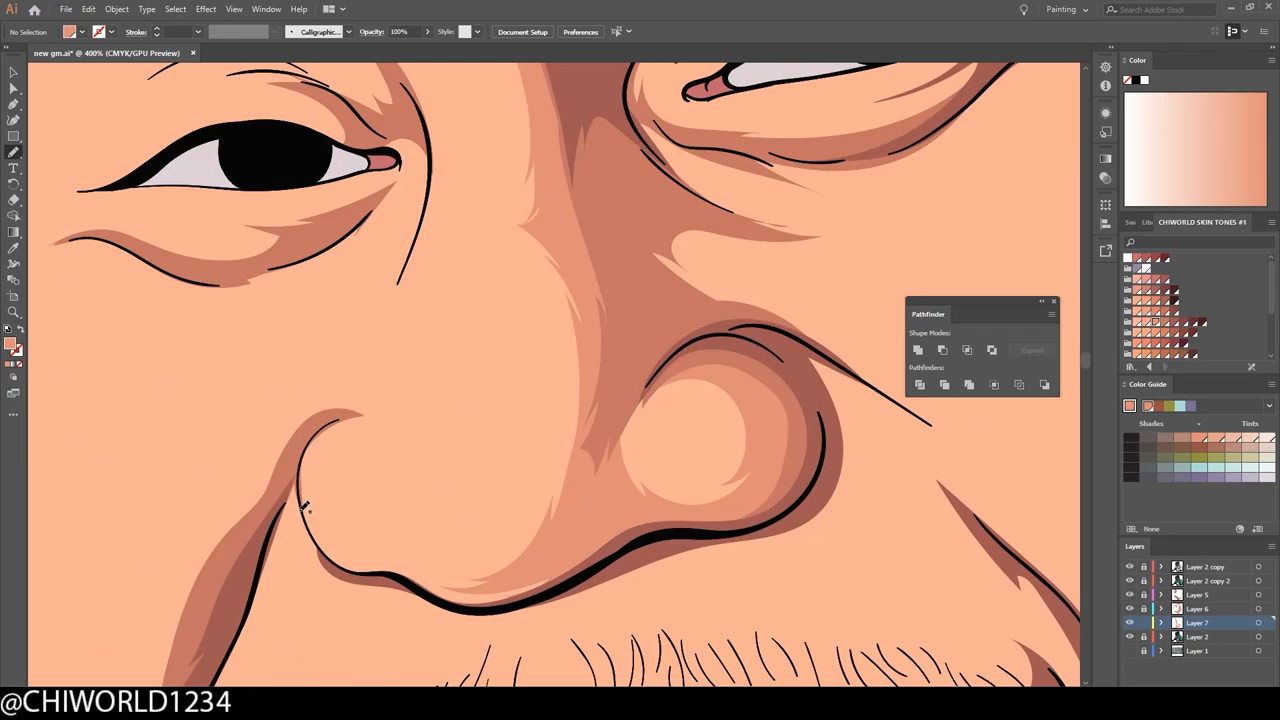 Ai File Edit Object Type Select Effect View Window Help Painting Search Adobe Stock
No Selection Stroke: Calligraphic... Opacity: 100% Style: Document Setup Preferences
new gm.ai* @ 400% (CMYK/GPU Preview)
Color
Sw Lib CHIWORLD SKIN TONES #1
Pathfinder
Shape Modes:
Expand
Pathfinders:
Color Guide
Shades Tints
None
Layers
Layer 2 copy
Layer 2 copy 2
Layer 5
Layer 6
Layer 7
Layer 2
Layer 1
@CHIWORLD1234